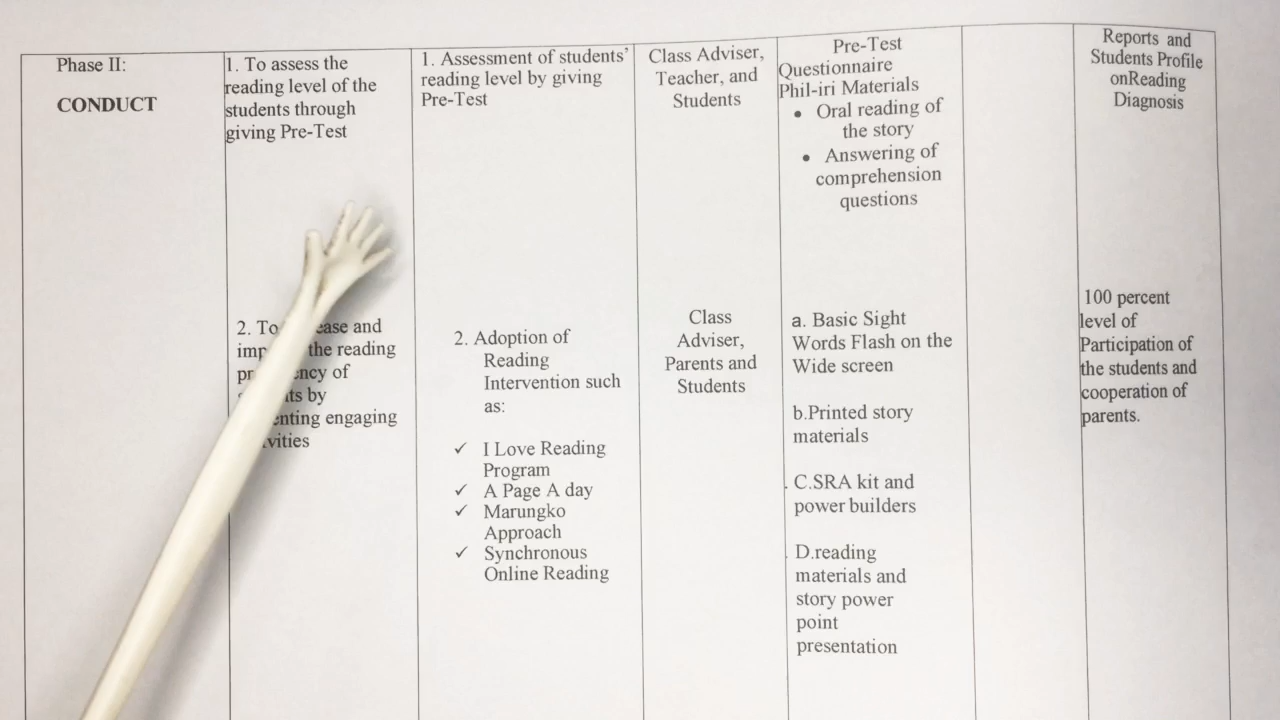 Phase II:
CONDUCT
1. To assess the
reading level of the
students through
giving Pre-Test
1. Assessment of students’
reading level by giving
Pre-Test
Class Adviser,
Teacher, and
Students
Pre-Test
Questionnaire
Phil-iri Materials
• Oral reading of
the story
• Answering of
comprehension
questions
Reports and
Students Profile
onReading
Diagnosis
2. To and
the reading
of
by
engaging
2. Adoption of
Reading
Intervention such
as:
✓ I Love Reading
Program
✓ A Page A day
✓ Marungko
Approach
✓ Synchronous
Online Reading
Class
Adviser,
Parents and
Students
a. Basic Sight
Words Flash on the
Wide screen
b.Printed story
materials
. C.SRA kit and
power builders
. D.reading
materials and
story power
point
presentation
100 percent
level of
Participation of
the students and
cooperation of
parents.